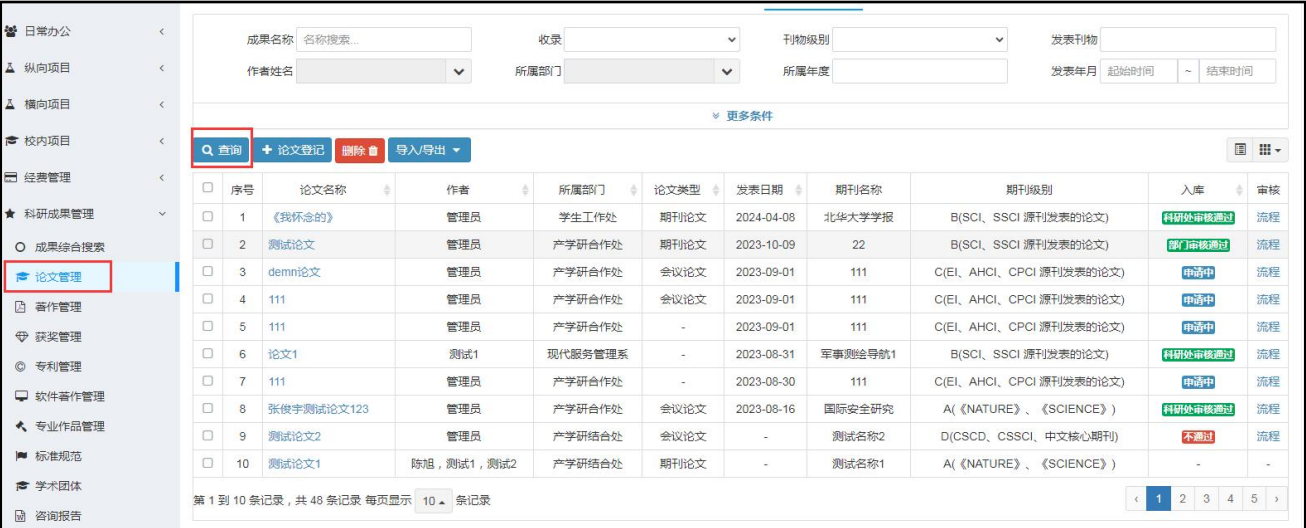 日常办公
纵向项目
横向项目
校内项目
经费管理
科研成果管理
成果综合搜索
论文管理
著作管理
获奖管理
专利管理
软件著作管理
专业作品管理
标准规范
学术团体
咨询报告
成果名称 名称搜索... 收录 刊物级别 发表刊物
作者姓名 所属部门 所属年度 发表年月 起始时间 ~ 结束时间
更多条件
查询 论文登记 删除 导入/导出
序号 论文名称 作者 所属部门 论文类型 发表日期 期刊名称 期刊级别 入库 审核
1 《我怀念的》 管理员 学生工作处 期刊论文 2024-04-08 北华大学学报 B(SCI、SSCI 源刊发表的论文) 科研处审核通过 流程
2 测试论文 管理员 产学研合作处 期刊论文 2023-10-09 22 B(SCI、SSCI 源刊发表的论文) 部门审核通过 流程
3 demn论文 管理员 产学研合作处 会议论文 2023-09-01 111 C(EI、AHCI、CPCI 源刊发表的论文) 申请中 流程
4 111 管理员 产学研合作处 会议论文 2023-09-01 111 C(EI、AHCI、CPCI 源刊发表的论文) 申请中 流程
5 111 管理员 产学研合作处 - 2023-09-01 111 C(EI、AHCI、CPCI 源刊发表的论文) 申请中 流程
6 论文1 测试1 现代服务管理系 - 2023-08-31 军事测绘导航1 B(SCI、SSCI 源刊发表的论文) 科研处审核通过 流程
7 111 管理员 产学研合作处 - 2023-08-30 111 C(EI、AHCI、CPCI 源刊发表的论文) 申请中 流程
8 张俊宇测试论文123 管理员 产学研合作处 会议论文 2023-08-16 国际安全研究 A(《NATURE》、《SCIENCE》) 科研处审核通过 流程
9 测试论文2 管理员 产学研结合处 会议论文 - 测试名称2 D(CSCD、CSSCI、中文核心期刊) 不通过 流程
10 测试论文1 陈旭，测试1，测试2 产学研结合处 期刊论文 - 测试名称1 A(《NATURE》、《SCIENCE》) - -
第 1 到 10 条记录，共 48 条记录 每页显示 10 条记录
‹ 1 2 3 4 5 ›